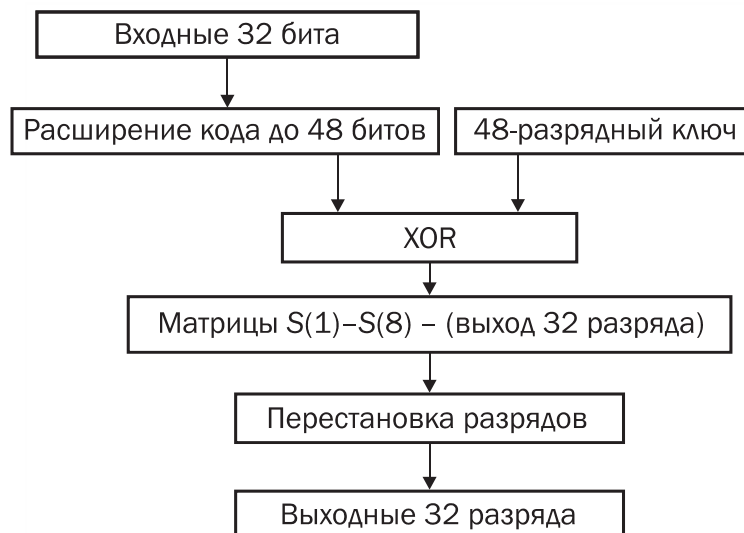 Входные 32 бита
Расширение кода до 48 битов
48-разрядный ключ
XOR
Матрицы S(1)–S(8) – (выход 32 разряда)
Перестановка разрядов
Выходные 32 разряда